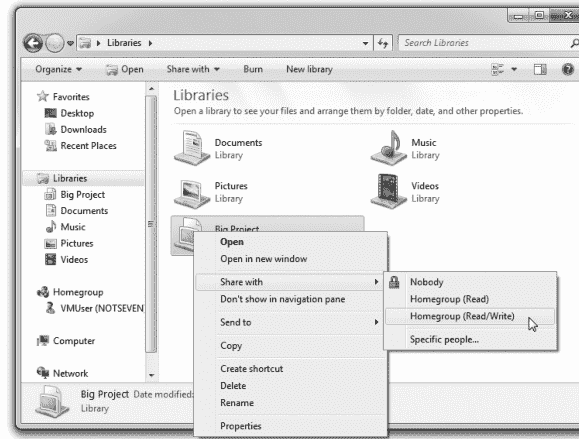 Libraries
Search Libraries
Organize Open Share with Burn New library
Favorites
Desktop
Downloads
Recent Places
Libraries
Big Project
Documents
Music
Pictures
Videos
Homegroup
VMUser (NOTSEVEN
Computer
Network
Libraries
Open a library to see your files and arrange them by folder, date, and other properties.
Documents
Library
Music
Library
Pictures
Library
Videos
Library
Big Project
Open
Open in new window
Share with
Don't show in navigation pane
Send to
Copy
Create shortcut
Delete
Rename
Properties
Nobody
Homegroup (Read)
Homegroup (Read/Write)
Specific people...
Big Project Date modified:
Library